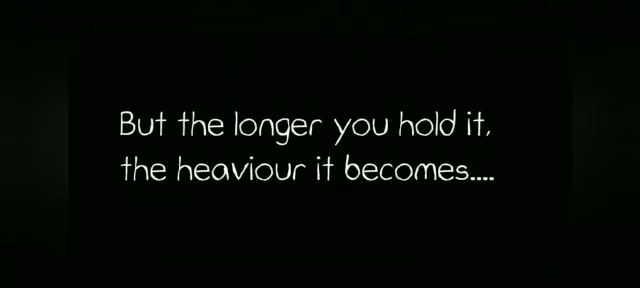 But the longer you hold it,
the heaviour it becomes....